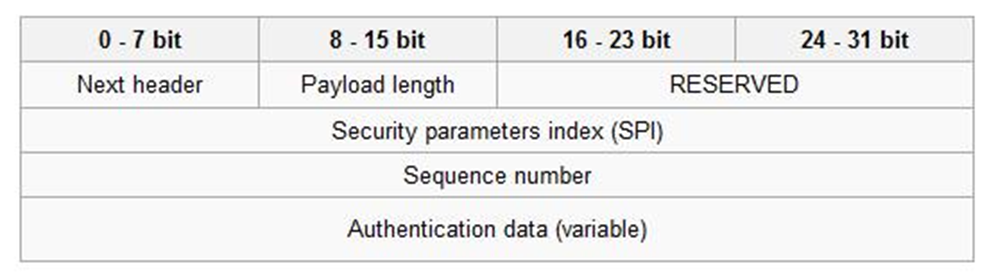 0 - 7 bit 8 - 15 bit 16 - 23 bit 24 - 31 bit
Next header Payload length RESERVED
Security parameters index (SPI)
Sequence number
Authentication data (variable)